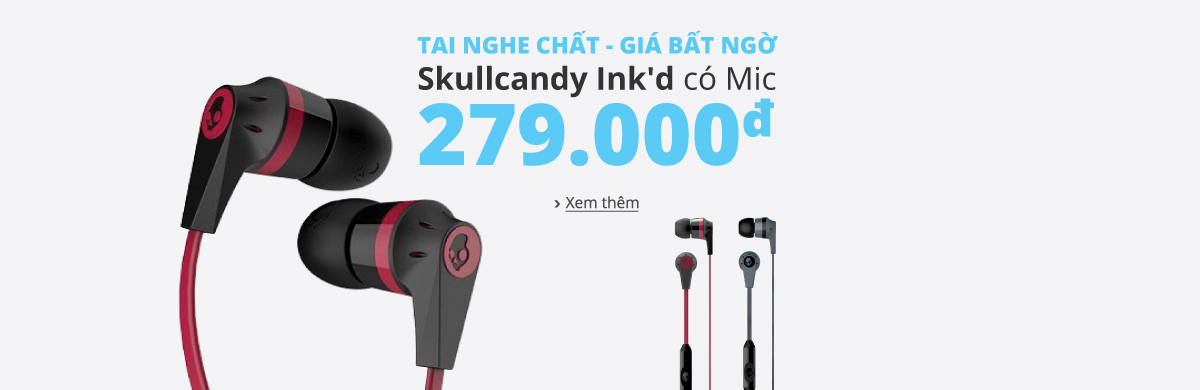 TAI NGHE CHẤT - GIÁ BẤT NGỜ
Skullcandy Ink'd có Mic
279.000đ
› Xem thêm